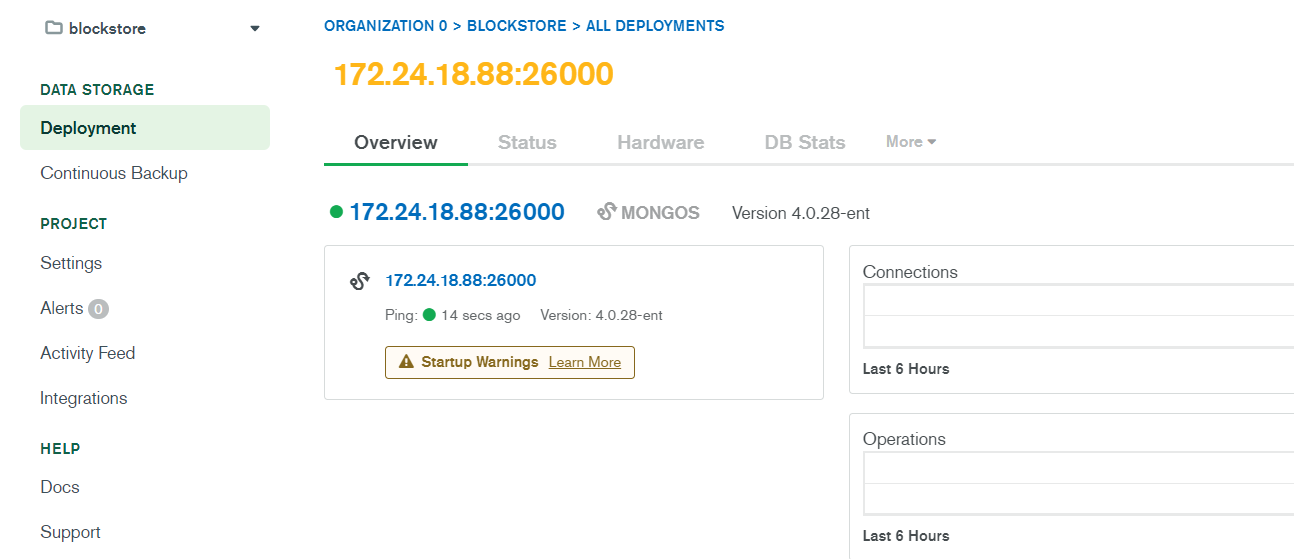 blockstore
DATA STORAGE
Deployment
Continuous Backup
PROJECT
Settings
Alerts 0
Activity Feed
Integrations
HELP
Docs
Support
ORGANIZATION 0 > BLOCKSTORE > ALL DEPLOYMENTS
172.24.18.88:26000
Overview Status Hardware DB Stats More
172.24.18.88:26000 MONGOS Version 4.0.28-ent
172.24.18.88:26000
Ping: 14 secs ago Version: 4.0.28-ent
Startup Warnings Learn More
Connections
Last 6 Hours
Operations
Last 6 Hours